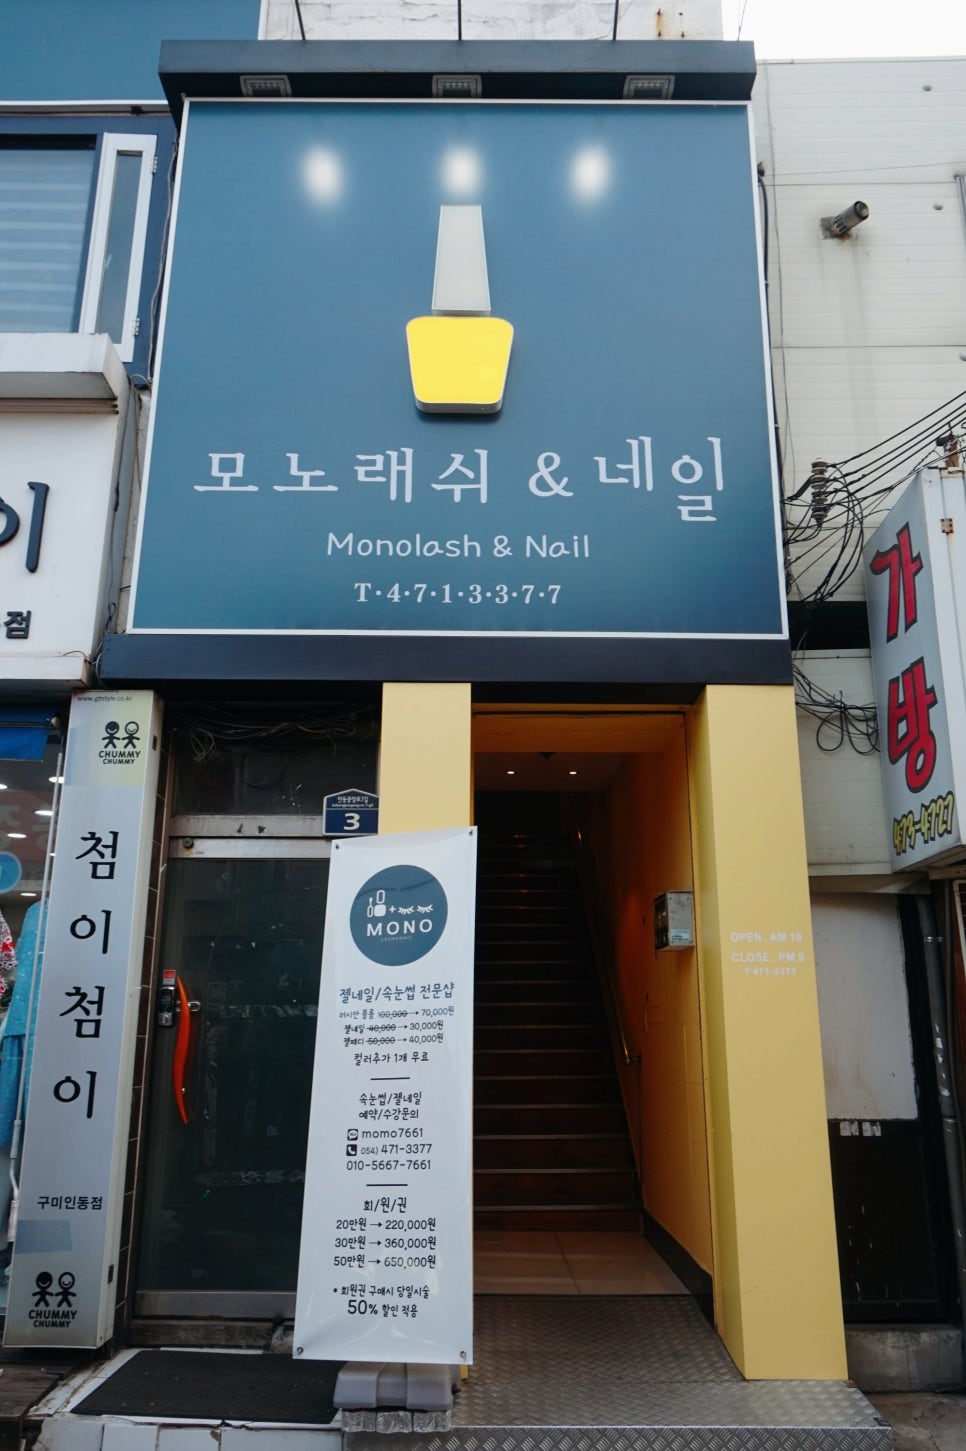 모노래쉬 & 네일
Monolash & Nail
T·4·7·1·3·3·7·7
이
점
www.gbstyle.co.kr
CHUMMY
CHUMMY
첨이첨이
구미인동점
CHUMMY
CHUMMY
3
MONO
젤네일/속눈썹 전문샵
러시안 볼륨 100,000 → 70,000원
젤네일 40,000 → 30,000원
젤패디 50,000 → 40,000원
컬러추가 1개 무료
속눈썹/젤네일
예약/수강문의
momo7661
054) 471-3377
010-5667-7661
회/원/권
20만원 → 220,000원
30만원 → 360,000원
50만원 → 650,000원
* 회원권 구매시 당일시술
50% 할인 적용
OPEN : AM 10
CLOSE . PM 9
T·471-3377
가방
473-4727